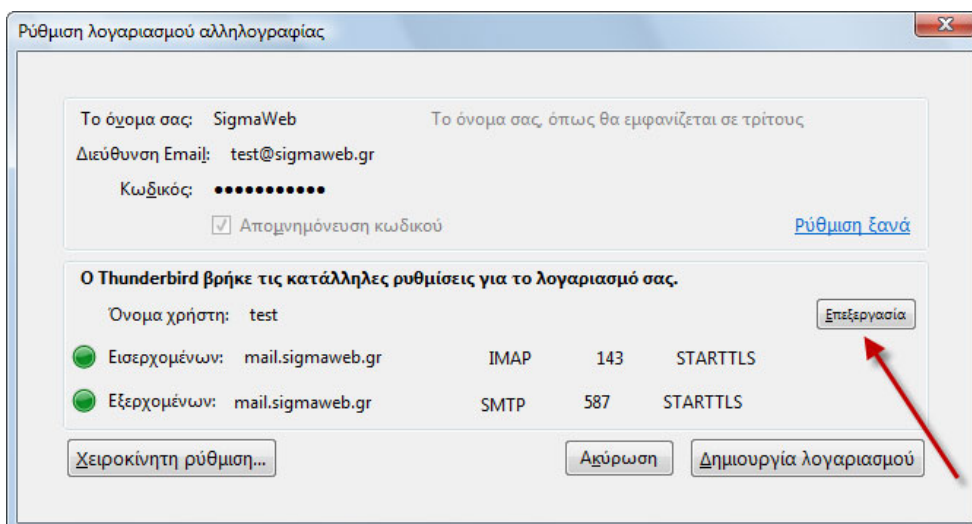 Ρύθμιση λογαριασμού αλληλογραφίας
Το όνομα σας: SigmaWeb Το όνομα σας, όπως θα εμφανίζεται σε τρίτους
Διεύθυνση Email: test@sigmaweb.gr
Κωδικός: •••••••••••
Απομνημόνευση κωδικού Ρύθμιση ξανά
Ο Thunderbird βρήκε τις κατάλληλες ρυθμίσεις για το λογαριασμό σας.
Όνομα χρήστη: test Επεξεργασία
Εισερχομένων: mail.sigmaweb.gr IMAP 143 STARTTLS
Εξερχομένων: mail.sigmaweb.gr SMTP 587 STARTTLS
Χειροκίνητη ρύθμιση... Ακύρωση Δημιουργία λογαριασμού